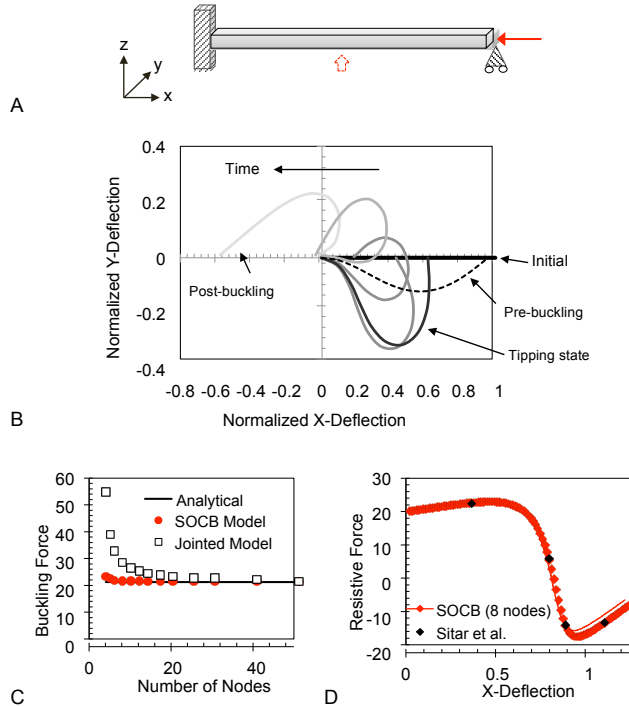 z
y
x
A
0.4
0.2
0
-0.2
-0.4
Time
Initial
Post-buckling
Pre-buckling
Tipping state
-0.8 -0.6 -0.4 -0.2 0 0.2 0.4 0.6 0.8 1
Normalized Y-Deflection
Normalized X-Deflection
B
60
50
40
30
20
10
0
Buckling Force
Analytical
SOCB Model
Jointed Model
0 20 40
Number of Nodes
C
40
20
0
-10
-20
Resistive Force
SOCB (8 nodes)
Sitar et al.
0 0.5 1
X-Deflection
D